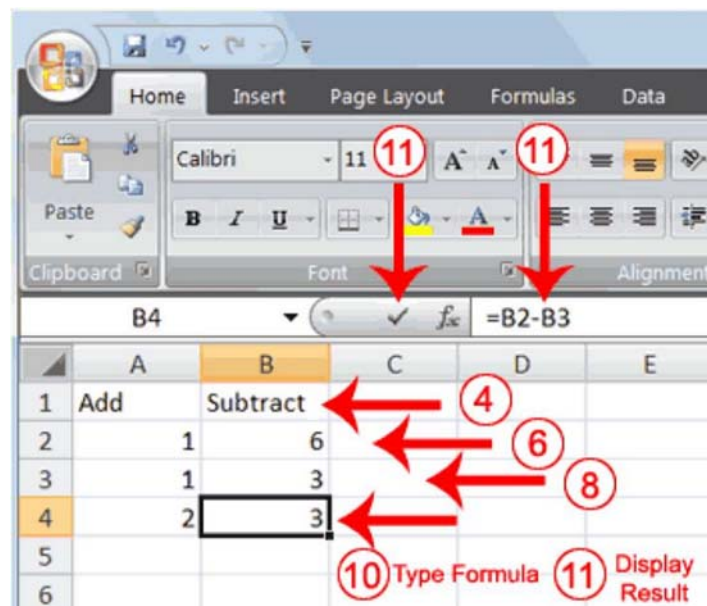 Home Insert Page Layout Formulas Data
Calibri 11 11 A A 11
Paste B I U A
Clipboard Font Alignment
B4 fx =B2-B3
A B C D E
1 Add Subtract 4
2 1 6 6
3 1 3 8
4 2 3
5
10 Type Formula 11 Display
6 Result